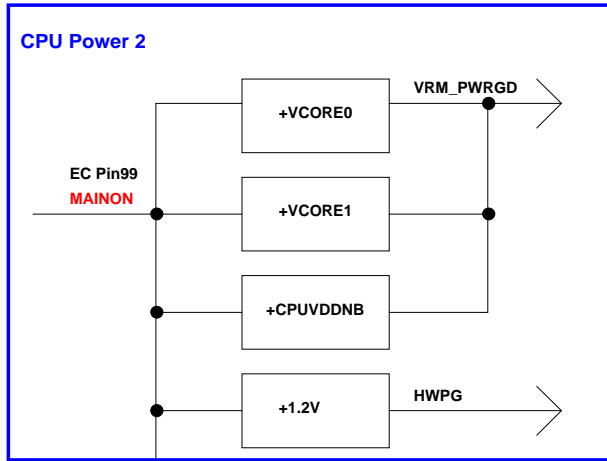 CPU Power 2
VRM_PWRGD
+VCORE0
EC Pin99
MAINON
+VCORE1
+CPUVDDNB
+1.2V
HWPG